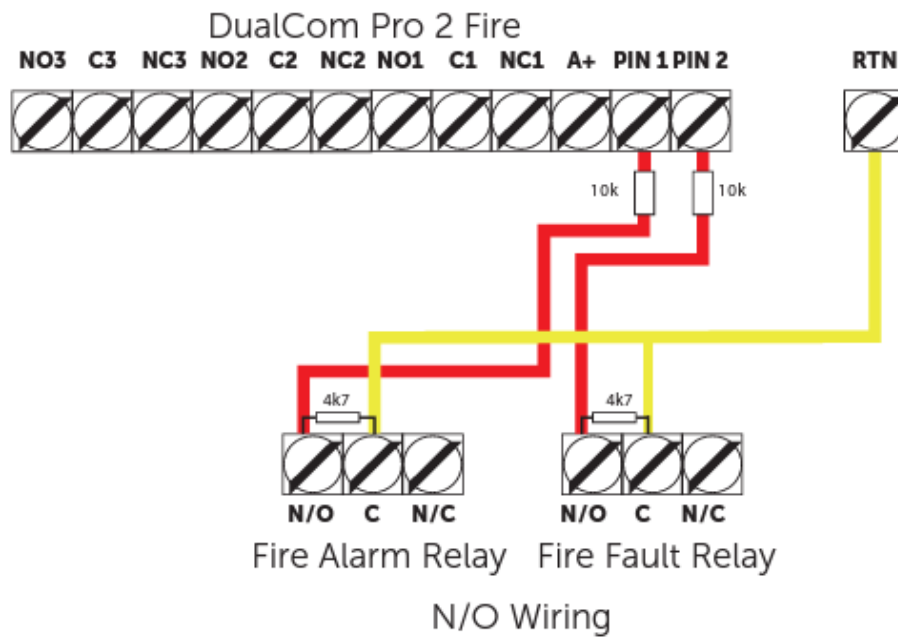 DualCom Pro 2 Fire
NO3 C3 NC3 NO2 C2 NC2 NO1 C1 NC1 A+ PIN 1 PIN 2 RTN
10k 10k
4k7 4k7
N/O C N/C N/O C N/C
Fire Alarm Relay Fire Fault Relay
N/O Wiring